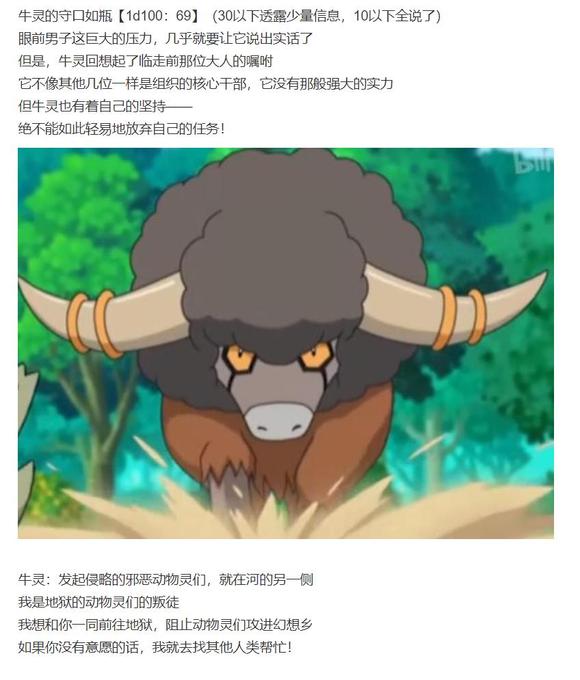 牛灵的守口如瓶【1d100：69】（30以下透露少量信息，10以下全说了）
眼前男子这巨大的压力，几乎就要让它说出实话了
但是，牛灵回想起了临走前那位大人的嘱咐
它不像其他几位一样是组织的核心干部，它没有那般强大的实力
但牛灵也有着自己的坚持——
绝不能如此轻易地放弃自己的任务！
牛灵：发起侵略的邪恶动物灵们，就在河的另一侧
我是地狱的动物灵们的叛徒
我想和你一同前往地狱，阻止动物灵们攻进幻想乡
如果你没有意愿的话，我就去找其他人类帮忙！